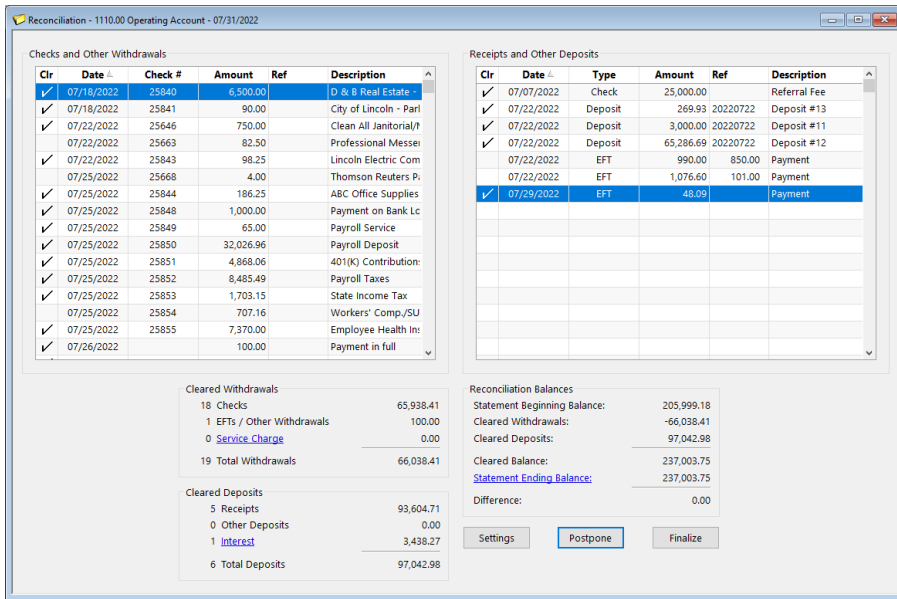 Reconciliation - 1110.00 Operating Account - 07/31/2022
Checks and Other Withdrawals
Clr Date Check # Amount Ref Description
07/18/2022 25840 6,500.00 D & B Real Estate -
07/18/2022 25841 90.00 City of Lincoln - Parl
07/22/2022 25646 750.00 Clean All Janitorial/
07/22/2022 25663 82.50 Professional Messe
07/22/2022 25843 98.25 Lincoln Electric Com
07/25/2022 25668 4.00 Thomson Reuters P
07/25/2022 25844 186.25 ABC Office Supplies
07/25/2022 25848 1,000.00 Payment on Bank Lc
07/25/2022 25849 65.00 Payroll Service
07/25/2022 25850 32,026.96 Payroll Deposit
07/25/2022 25851 4,868.06 401(K) Contribution
07/25/2022 25852 8,485.49 Payroll Taxes
07/25/2022 25853 1,703.15 State Income Tax
07/25/2022 25854 707.16 Workers' Comp./SU
07/25/2022 25855 7,370.00 Employee Health In
07/26/2022 100.00 Payment in full
Receipts and Other Deposits
Clr Date Type Amount Ref Description
07/07/2022 Check 25,000.00 Referral Fee
07/22/2022 Deposit 269.93 20220722 Deposit #13
07/22/2022 Deposit 3,000.00 20220722 Deposit #11
07/22/2022 Deposit 65,286.69 20220722 Deposit #12
07/22/2022 EFT 990.00 850.00 Payment
07/22/2022 EFT 1,076.60 101.00 Payment
07/29/2022 EFT 48.09 Payment
Cleared Withdrawals
18 Checks 65,938.41
1 EFTs / Other Withdrawals 100.00
0 Service Charge 0.00
19 Total Withdrawals 66,038.41
Cleared Deposits
5 Receipts 93,604.71
0 Other Deposits 0.00
1 Interest 3,438.27
6 Total Deposits 97,042.98
Reconciliation Balances
Statement Beginning Balance: 205,999.18
Cleared Withdrawals: -66,038.41
Cleared Deposits: 97,042.98
Cleared Balance: 237,003.75
Statement Ending Balance: 237,003.75
Difference: 0.00
Settings Postpone Finalize